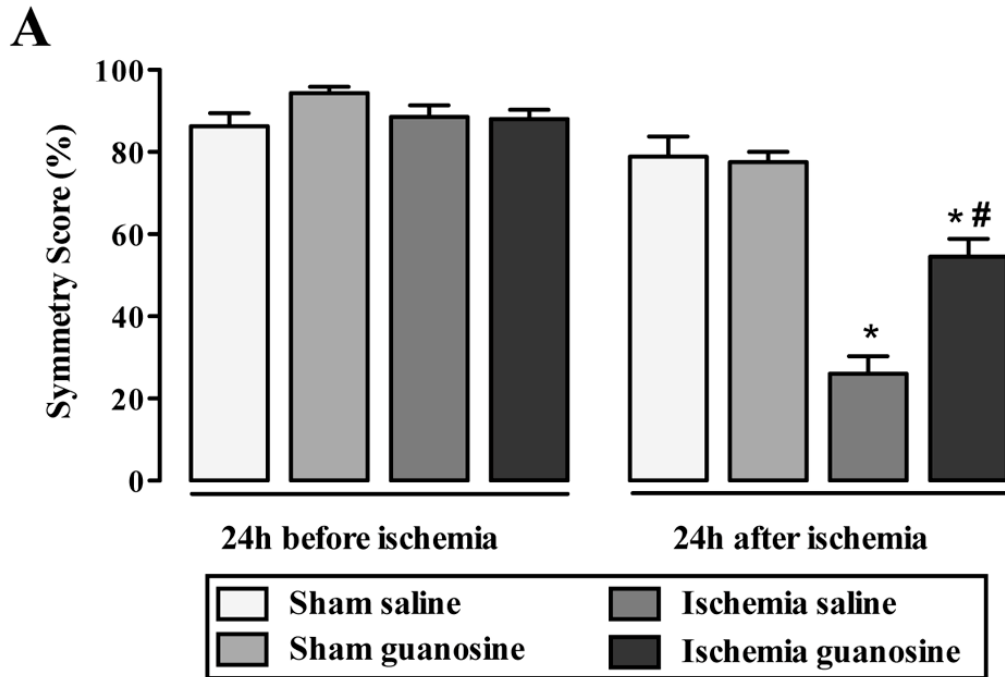 A
Symmetry Score (%)
100
80
60
40
20
0
*
* #
24h before ischemia
24h after ischemia
Sham saline
Ischemia saline
Sham guanosine
Ischemia guanosine